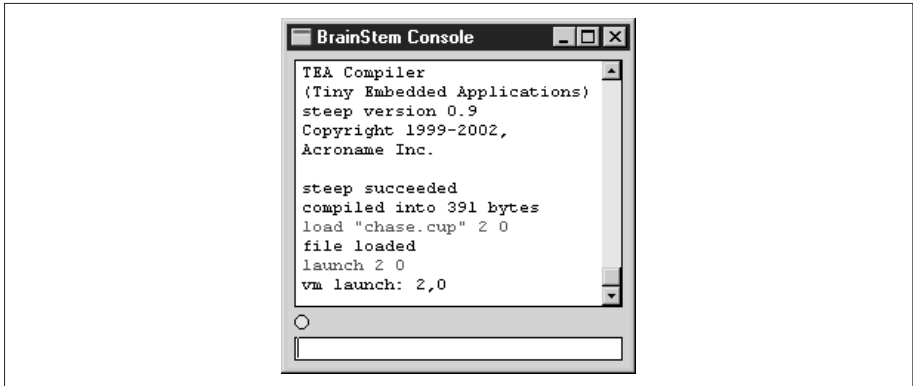 BrainStem Console
TEA Compiler
(Tiny Embedded Applications)
steep version 0.9
Copyright 1999-2002,
Acroname Inc.
steep succeeded
compiled into 391 bytes
load "chase.cup" 2 0
file loaded
launch 2 0
vm launch: 2,0